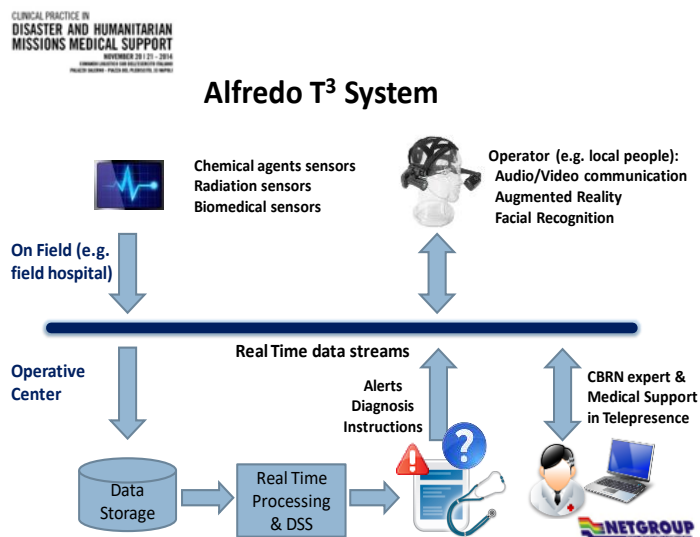 CLINICAL PRACTICE IN
DISASTER AND HUMANITARIAN
MISSIONS MEDICAL SUPPORT
NOVEMBER 20 | 21 - 2014
Alfredo T³ System
Chemical agents sensors
Radiation sensors
Biomedical sensors
Operator (e.g. local people):
Audio/Video communication
Augmented Reality
Facial Recognition
On Field (e.g.
field hospital)
Real Time data streams
Operative
Center
Alerts
Diagnosis
Instructions
CBRN expert &
Medical Support
in Telepresence
Data
Storage
Real Time
Processing
& DSS
NETGROUP